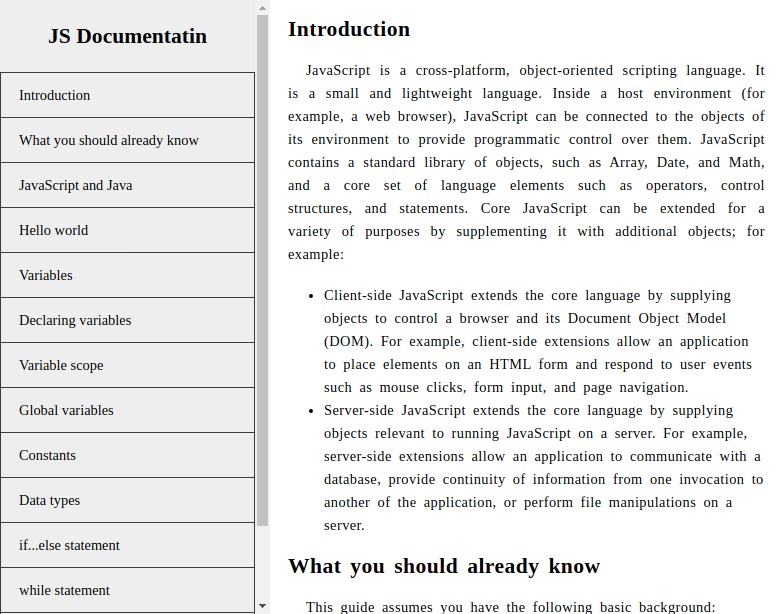 JS Documentatin
Introduction
What you should already know
JavaScript and Java
Hello world
Variables
Declaring variables
Variable scope
Global variables
Constants
Data types
if...else statement
while statement
Introduction
JavaScript is a cross-platform, object-oriented scripting language. It
is a small and lightweight language. Inside a host environment (for
example, a web browser), JavaScript can be connected to the objects of
its environment to provide programmatic control over them. JavaScript
contains a standard library of objects, such as Array, Date, and Math,
and a core set of language elements such as operators, control
structures, and statements. Core JavaScript can be extended for a
variety of purposes by supplementing it with additional objects; for
example:
• Client-side JavaScript extends the core language by supplying
objects to control a browser and its Document Object Model
(DOM). For example, client-side extensions allow an application
to place elements on an HTML form and respond to user events
such as mouse clicks, form input, and page navigation.
• Server-side JavaScript extends the core language by supplying
objects relevant to running JavaScript on a server. For example,
server-side extensions allow an application to communicate with a
database, provide continuity of information from one invocation to
another of the application, or perform file manipulations on a
server.
What you should already know
This guide assumes you have the following basic background: